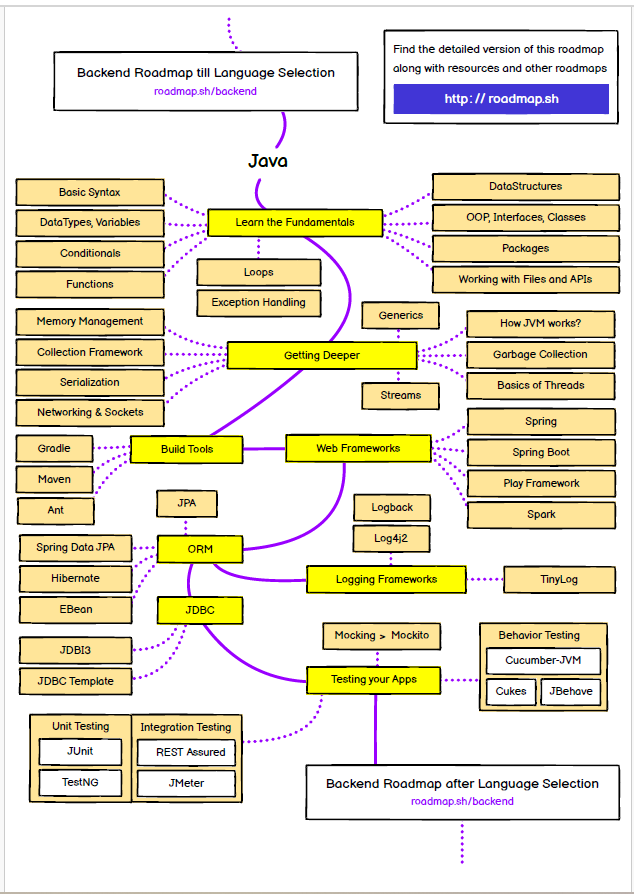 Backend Roadmap till Language Selection
roadmap.sh/backend
Find the detailed version of this roadmap
along with resources and other roadmaps
http://roadmap.sh
Java
Learn the Fundamentals
Basic Syntax
DataTypes, Variables
Conditionals
Functions
Loops
Exception Handling
DataStructures
OOP, Interfaces, Classes
Packages
Working with Files and APIs
Getting Deeper
Memory Management
Collection Framework
Serialization
Networking & Sockets
Generics
Streams
How JVM works?
Garbage Collection
Basics of Threads
Build Tools
Gradle
Maven
Ant
Web Frameworks
Spring
Spring Boot
Play Framework
Spark
JPA
ORM
Spring Data JPA
Hibernate
EBean
Logback
Log4j2
Logging Frameworks
TinyLog
JDBC
JDBI3
JDBC Template
Mocking > Mockito
Testing your Apps
Behavior Testing
Cucumber-JVM
Cukes
JBehave
Unit Testing
JUnit
TestNG
Integration Testing
REST Assured
JMeter
Backend Roadmap after Language Selection
roadmap.sh/backend